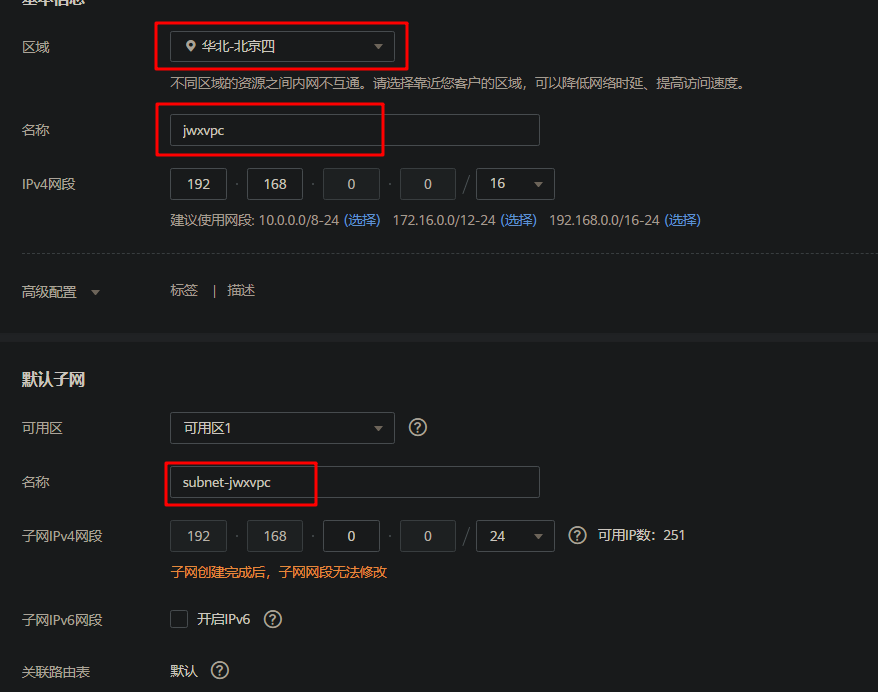 基本信息
区域 华北-北京四
不同区域的资源之间内网不互通。请选择靠近您客户的区域，可以降低网络时延、提高访问速度。
名称 jwxvpc
IPv4网段 192 · 168 · 0 · 0 / 16
建议使用网段: 10.0.0.0/8-24 (选择) 172.16.0.0/12-24 (选择) 192.168.0.0/16-24 (选择)
高级配置 标签 | 描述
默认子网
可用区 可用区1 ?
名称 subnet-jwxvpc
子网IPv4网段 192 · 168 · 0 · 0 / 24 ? 可用IP数：251
子网创建完成后，子网网段无法修改
子网IPv6网段 开启IPv6 ?
关联路由表 默认 ?